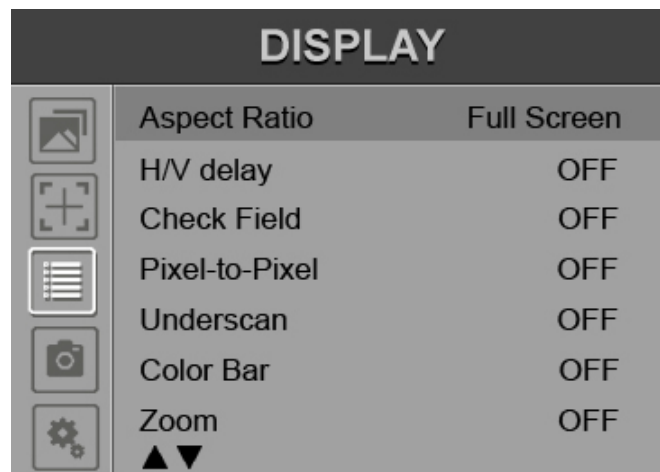 DISPLAY
Aspect Ratio Full Screen
H/V delay OFF
Check Field OFF
Pixel-to-Pixel OFF
Underscan OFF
Color Bar OFF
Zoom OFF